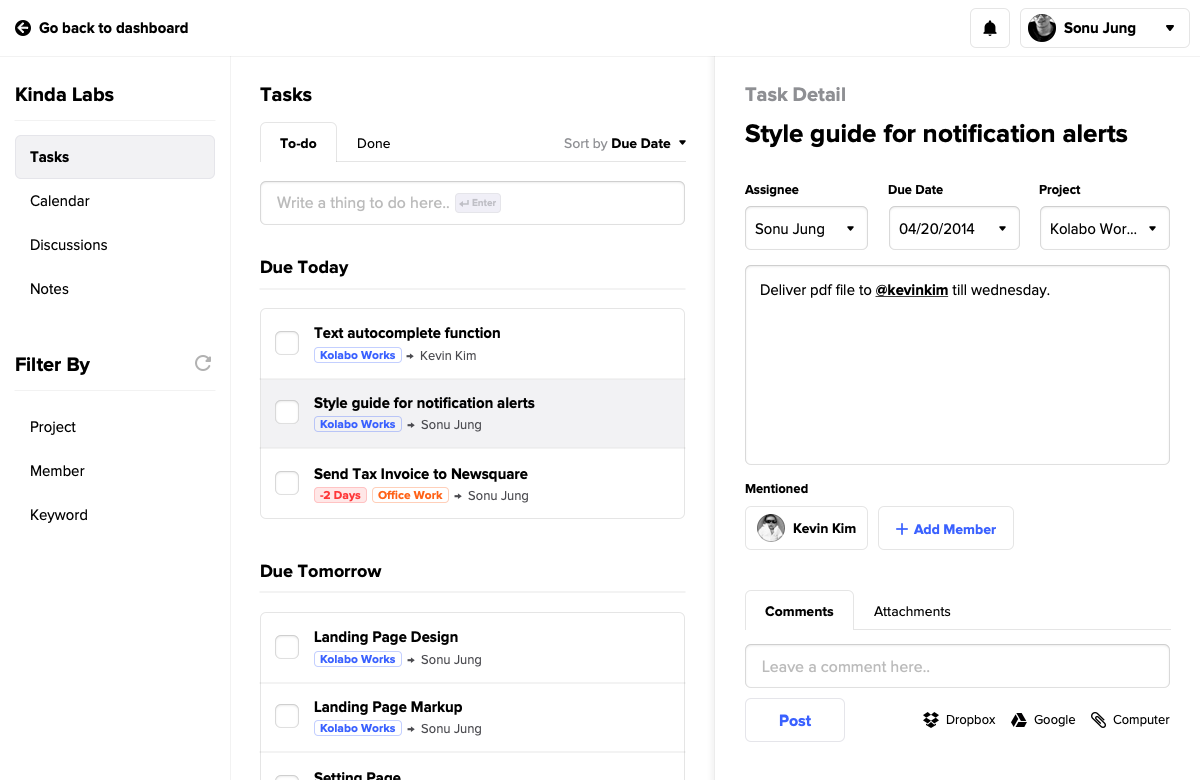 Go back to dashboard
Sonu Jung
Kinda Labs
Tasks
Calendar
Discussions
Notes
Filter By
Project
Member
Keyword
Tasks
To-do
Done
Sort by Due Date
Write a thing to do here.. Enter
Due Today
Text autocomplete function
Kolabo Works Kevin Kim
Style guide for notification alerts
Kolabo Works Sonu Jung
Send Tax Invoice to Newsquare
-2 Days Office Work Sonu Jung
Due Tomorrow
Landing Page Design
Kolabo Works Sonu Jung
Landing Page Markup
Kolabo Works Sonu Jung
Setting Page
Task Detail
Style guide for notification alerts
Assignee Due Date Project
Sonu Jung 04/20/2014 Kolabo Wor...
Deliver pdf file to @kevinkim till wednesday.
Mentioned
Kevin Kim + Add Member
Comments Attachments
Leave a comment here..
Post Dropbox Google Computer